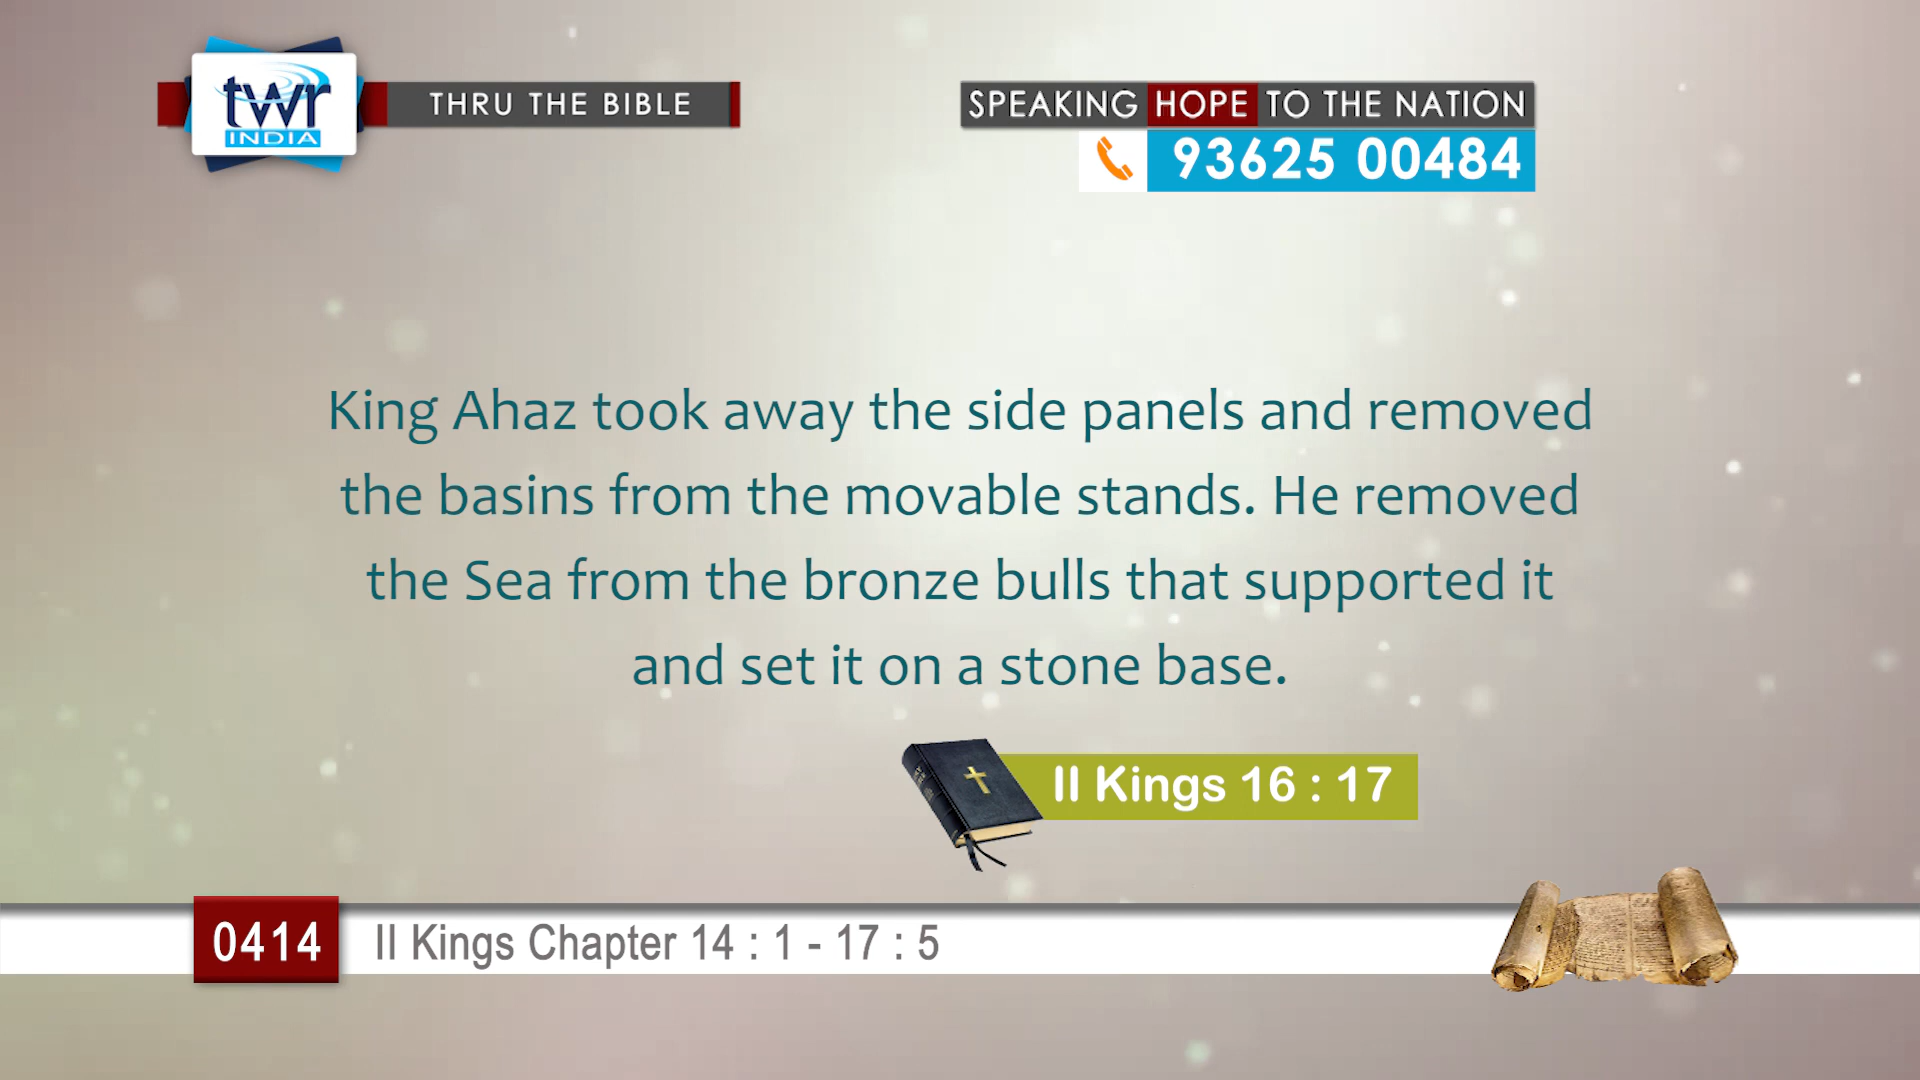 twr
INDIA
THRU THE BIBLE
SPEAKING HOPE TO THE NATION
93625 00484
King Ahaz took away the side panels and removed
the basins from the movable stands. He removed
the Sea from the bronze bulls that supported it
and set it on a stone base.
II Kings 16 : 17
0414
II Kings Chapter 14 : 1 - 17 : 5